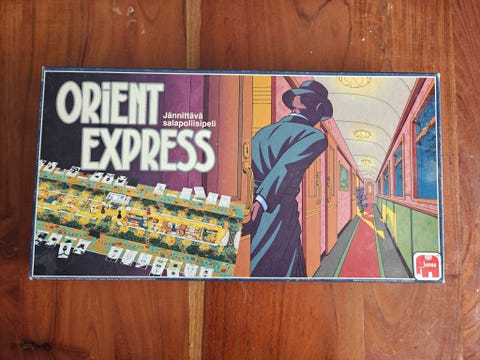 ORiENT
EXPRESS
Jännittävä
salapoliisipeli
Jumbo